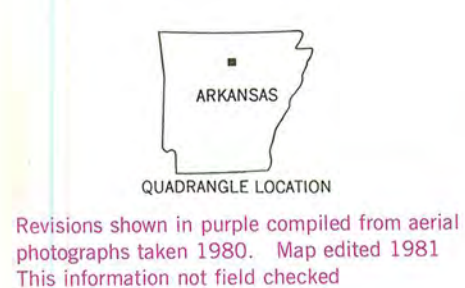 ARKANSAS
QUADRANGLE LOCATION
Revisions shown in purple compiled from aerial
photographs taken 1980. Map edited 1981
This information not field checked